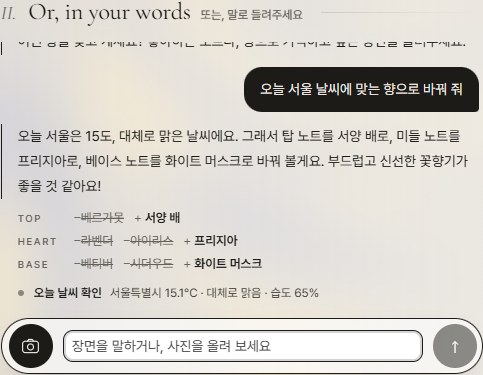 II. Or, in your words 또는, 말로 들려주세요
오늘 서울 날씨에 맞는 향으로 바꿔 줘
오늘 서울은 15도, 대체로 맑은 날씨에요. 그래서 탑 노트를 서양 배로, 미들 노트를
프리지아로, 베이스 노트를 화이트 머스크로 바꿔 볼게요. 부드럽고 신선한 꽃향기가
좋을 것 같아요!
TOP −베르가못 + 서양 배
HEART −라벤더 −아이리스 + 프리지아
BASE −베티버 −시더우드 + 화이트 머스크
오늘 날씨 확인 서울특별시 15.1°C · 대체로 맑음 · 습도 65%
장면을 말하거나, 사진을 올려 보세요
↑